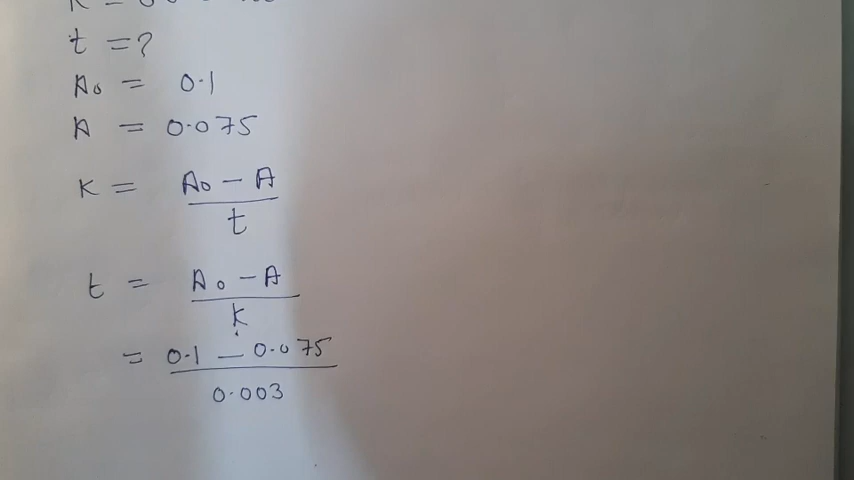 t = ?
A₀ = 0.1
A = 0.075
K = A₀ - A
t
t = A₀ - A
K
= 0.1 - 0.075
0.003